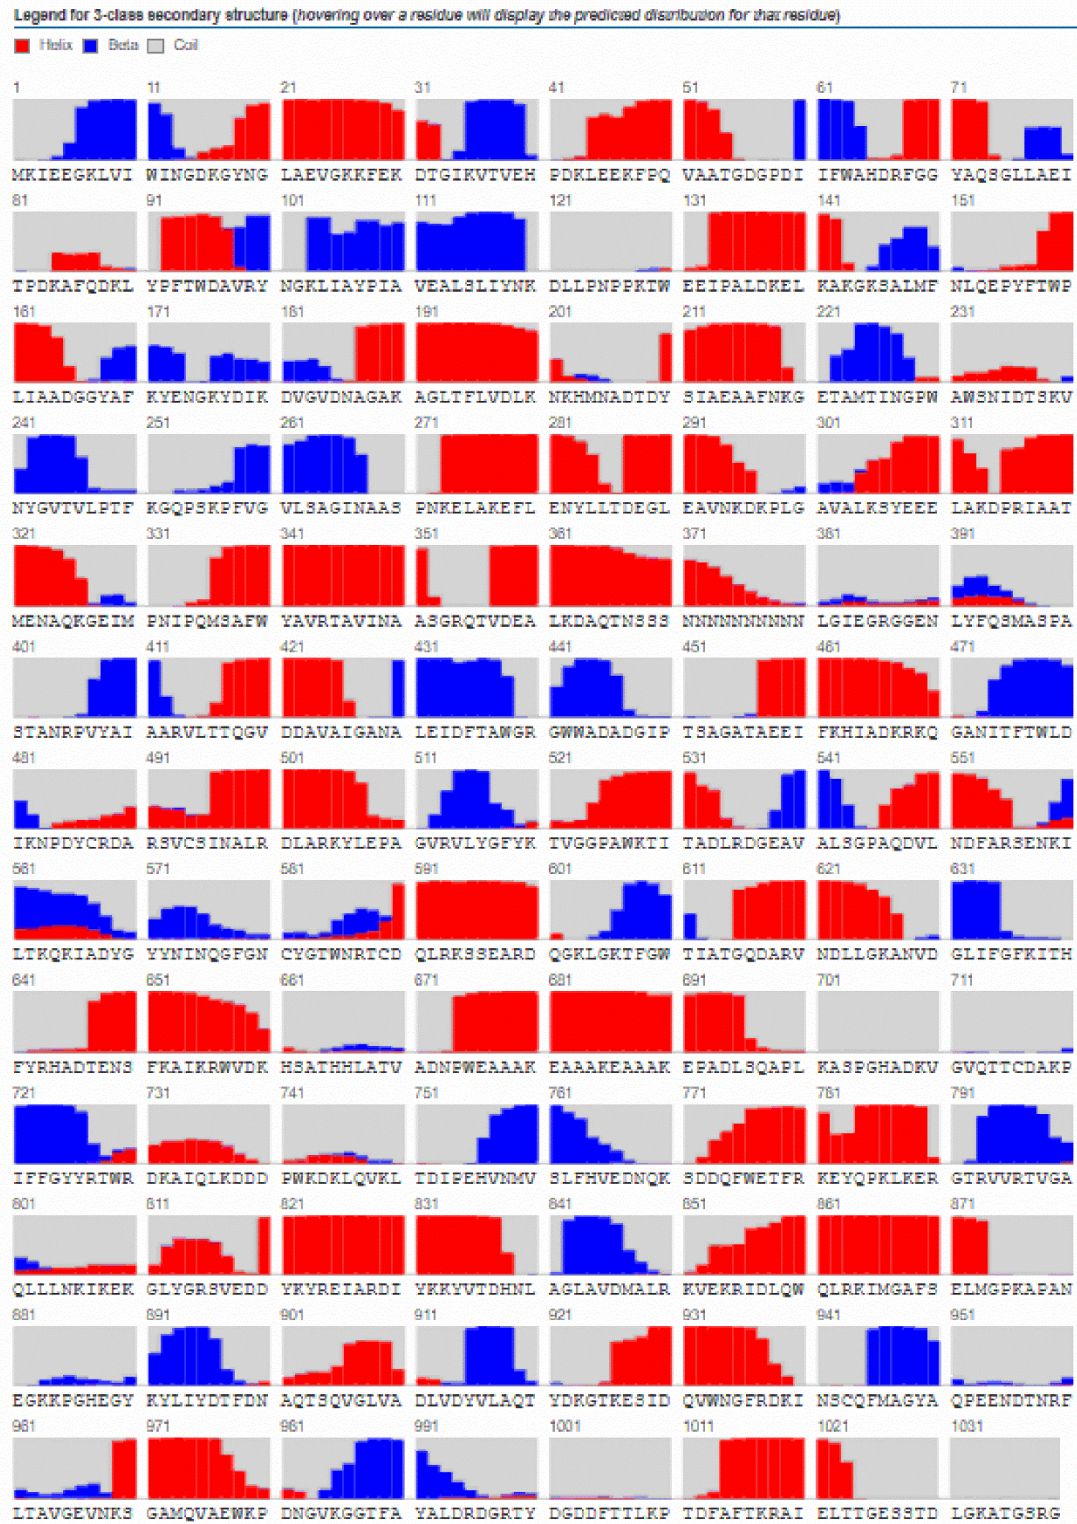 Legend for 3-class secondary structure (hovering over a residue will display the predicted distribution for that residue)
Helix Beta Coil
1 11 21 31 41 51 61 71
MKIEEGKLVI WINGDKGYNG LAEVGKKFEK DTGIKVTVEH PDKLEEKFPQ VAATGDGPDI IFWAHDRFGG YAQSGLLAEI
81 91 101 111 121 131 141 151
TPDKAFQDKL YPFTWDAVRY NGKLIAYPIA VEALSLIYNK DLLPNPPKTW EEIPALDKEL KAKGKSALMF NLQEPYFTWP
161 171 181 191 201 211 221 231
LIAADGGYAF KYENGKYDIK DVGVDNAGAK AGLTFLVDLK NKHMNADTDY SIAEAAFNKG ETAMTINGPW AWSNIDTSKV
241 251 261 271 281 291 301 311
NYGVTVLPTF KGQPSKPFVG VLSAGINAAS PNKELAKEFL ENYLLTDEGL EAVNKDKPLG AVALKSYEEE LAKDPRIAAT
321 331 341 351 361 371 381 391
MENAQKGEIM PNIPQMSAFW YAVRTAVINA ASGRQTVDEA LKDAQTNSSS NNNNNNNNNN LGIEGRGGEN LYFQSMASPA
401 411 421 431 441 451 461 471
STANRPVYAI AARVLTTQGV DDAVAIGANA LEIDFTAWGR GWWADADGIP TSAGATAEEI FKHIADKRKQ GANITFTWLD
481 491 501 511 521 531 541 551
IKNPDYCRDA RSVCSINALR DLARKYLEPA GVRVLYGFYK TVGGPAWKTI TADLRDGEAV ALSGPAQDVL NDFARSENKI
561 571 581 591 601 611 621 631
LTKQKIADYG YYNINQGFGN CYGTWNRTCD QLRKSSEARD QGKLGKTFGW TIATGQDARV NDLLGKANVD GLIFGFKITH
641 651 661 671 681 691 701 711
FYRHADTENS FKAIKRWVDK HSATHHLATV ADNPWEAAAK EAAAKEAAAK EPADLSQAPL KASPGHADKV GVQTTCDAKP
721 731 741 751 761 771 781 791
IFFGYYRTWR DKAIQLKDDD PWKDKLQVKL TDIPEHVNMV SLFHVEDNQK SDDQFWETFR KEYQPKLKER GTRVVRTVGA
801 811 821 831 841 851 861 871
QLLLNKIKEK GLYGRSVEDD YKYREIARDI YKKYVTDHNL AGLAVDMALR KVEKRIDLQW QLRKIMGAFS ELMGPKAPAN
881 891 901 911 921 931 941 951
EGKKPGHEGY KYLIYDTFDN AQTSQVGLVA DLVDYVLAQT YDKGTKESID QVWNGFRDKI NSCQFMAGYA QPEENDTNRF
961 971 981 991 1001 1011 1021 1031
LTAVGEVNKS GAMQVAEWKP DNGVKGGTFA YALDRDGRTY DGDDFTTLKP TDFAFTKRAI ELTTGESSTD LGKATGSRG